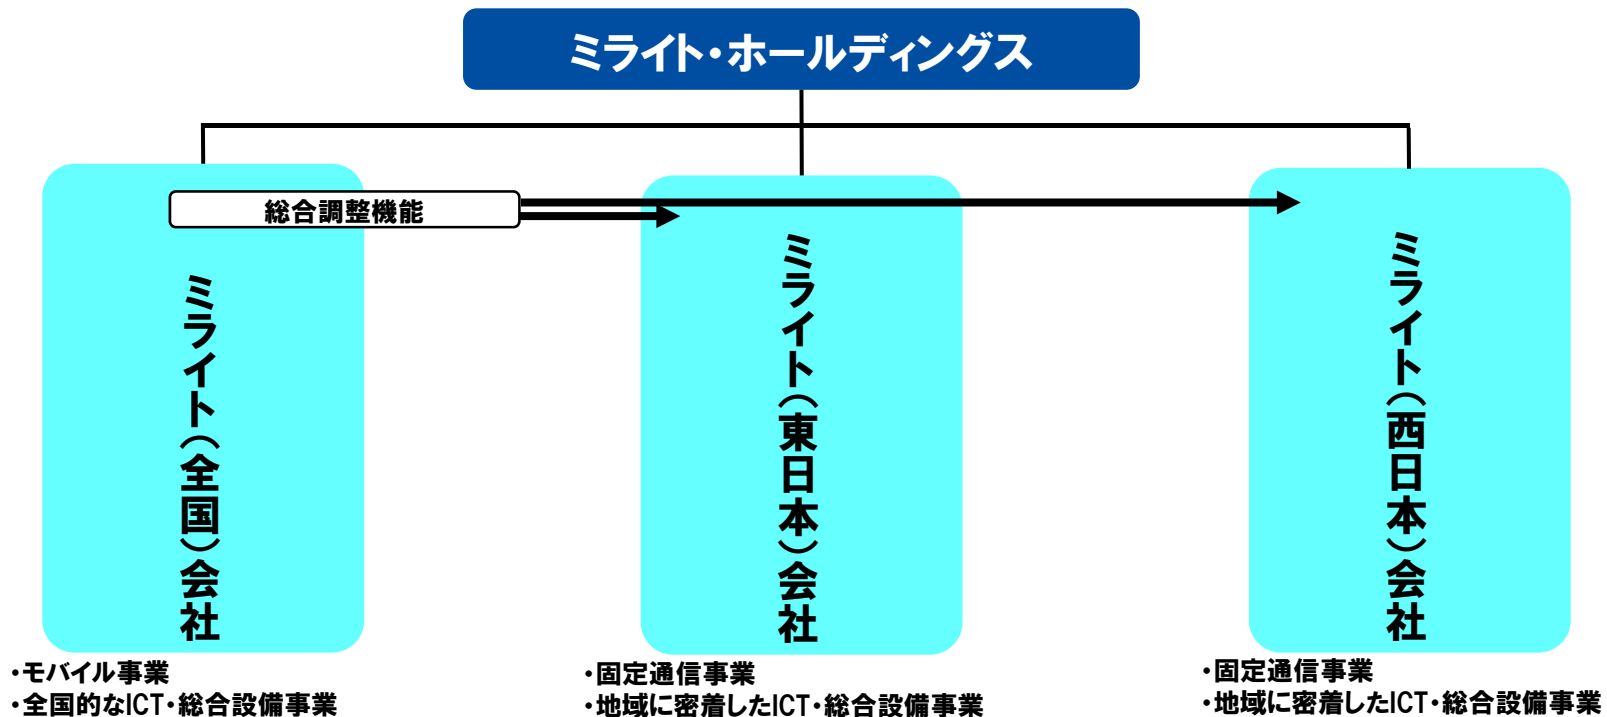 ミライト・ホールディングス
総合調整機能
ミライト(全国)会社
ミライト(東日本)会社
ミライト(西日本)会社
・モバイル事業
・全国的なICT・総合設備事業
・固定通信事業
・地域に密着したICT・総合設備事業
・固定通信事業
・地域に密着したICT・総合設備事業